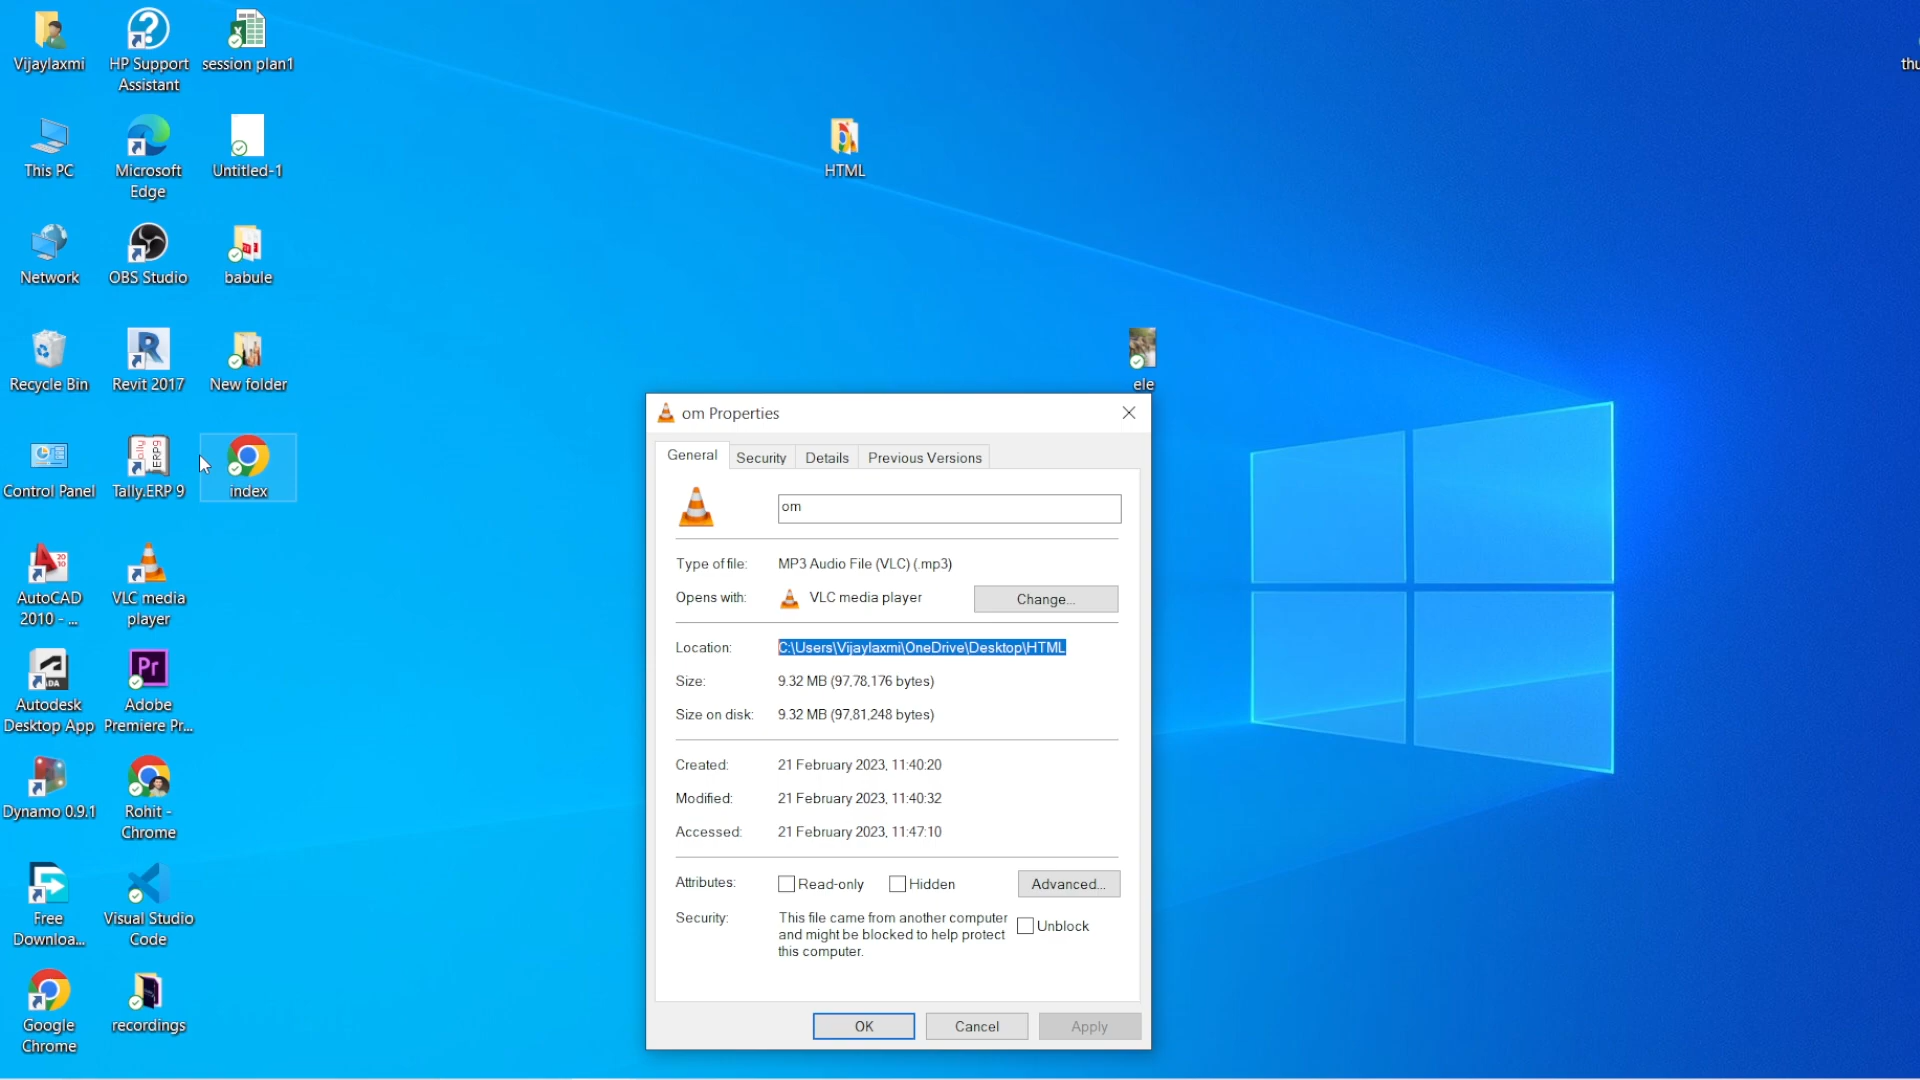 Vijaylaxmi
HP Support
Assistant
session plan1
thu
This PC
Microsoft
Edge
Untitled-1
HTML
Network
OBS Studio
babule
Recycle Bin
Revit 2017
New folder
ele
Control Panel
Tally.ERP 9
index
AutoCAD
2010 - ...
VLC media
player
Autodesk
Desktop App
Adobe
Premiere Pr...
Dynamo 0.9.1
Rohit -
Chrome
Free
Downloa...
Visual Studio
Code
Google
Chrome
recordings
om Properties
General
Security
Details
Previous Versions
om
Type of file: MP3 Audio File (VLC) (.mp3)
Opens with: VLC media player
Change...
Location: C:\Users\Vijaylaxmi\OneDrive\Desktop\HTML
Size: 9.32 MB (97,78,176 bytes)
Size on disk: 9.32 MB (97,81,248 bytes)
Created: 21 February 2023, 11:40:20
Modified: 21 February 2023, 11:40:32
Accessed: 21 February 2023, 11:47:10
Attributes: Read-only Hidden
Advanced...
Security: This file came from another computer
and might be blocked to help protect
this computer.
Unblock
OK
Cancel
Apply